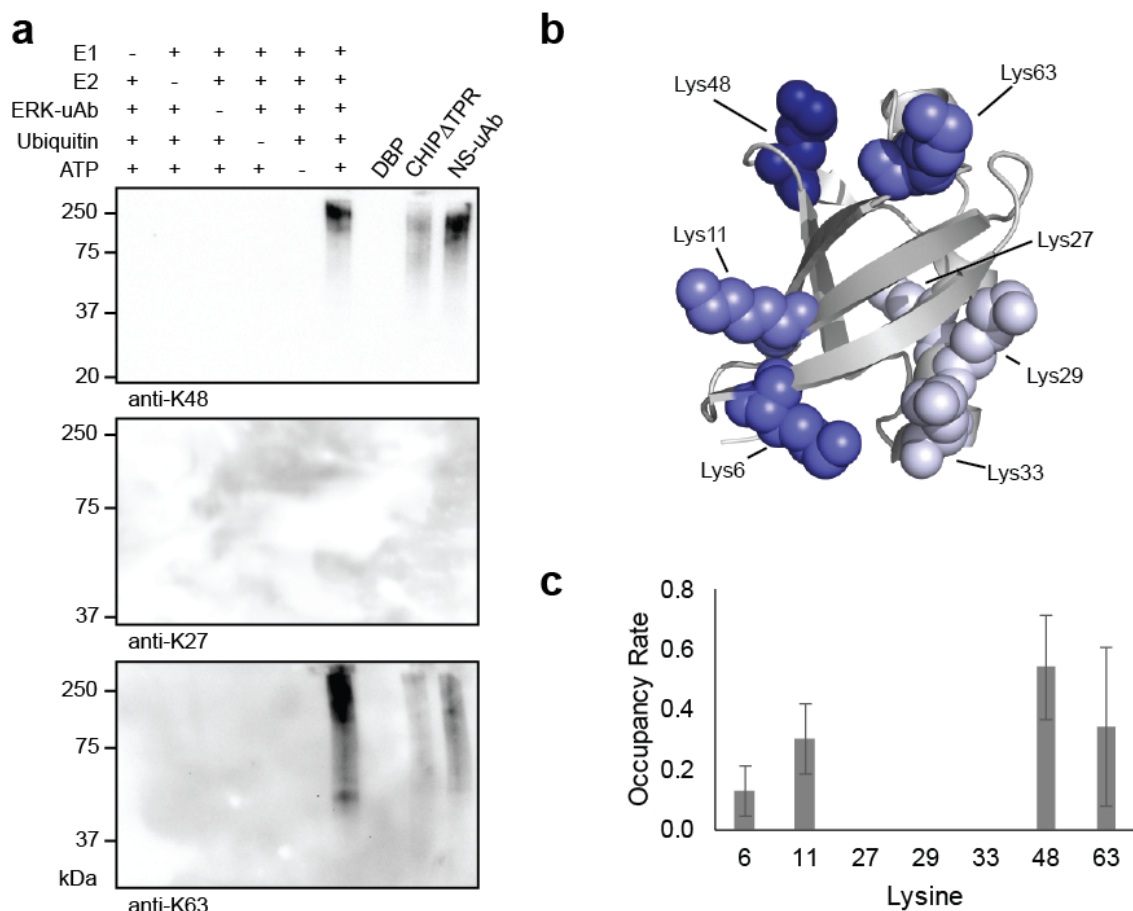 a
E1 - + + + + +
E2 + - + + + +
ERK-uAb + + - + + +
Ubiquitin + + + - + +
ATP + + + + - +
DBP
CHIPΔTPR
NS-uAb
250
75
37
20
anti-K48
250
75
37
anti-K27
250
75
37
kDa
anti-K63
b
Lys48
Lys63
Lys11
Lys27
Lys29
Lys6
Lys33
c
Occupancy Rate
0.8
0.6
0.4
0.2
0.0
6 11 27 29 33 48 63
Lysine